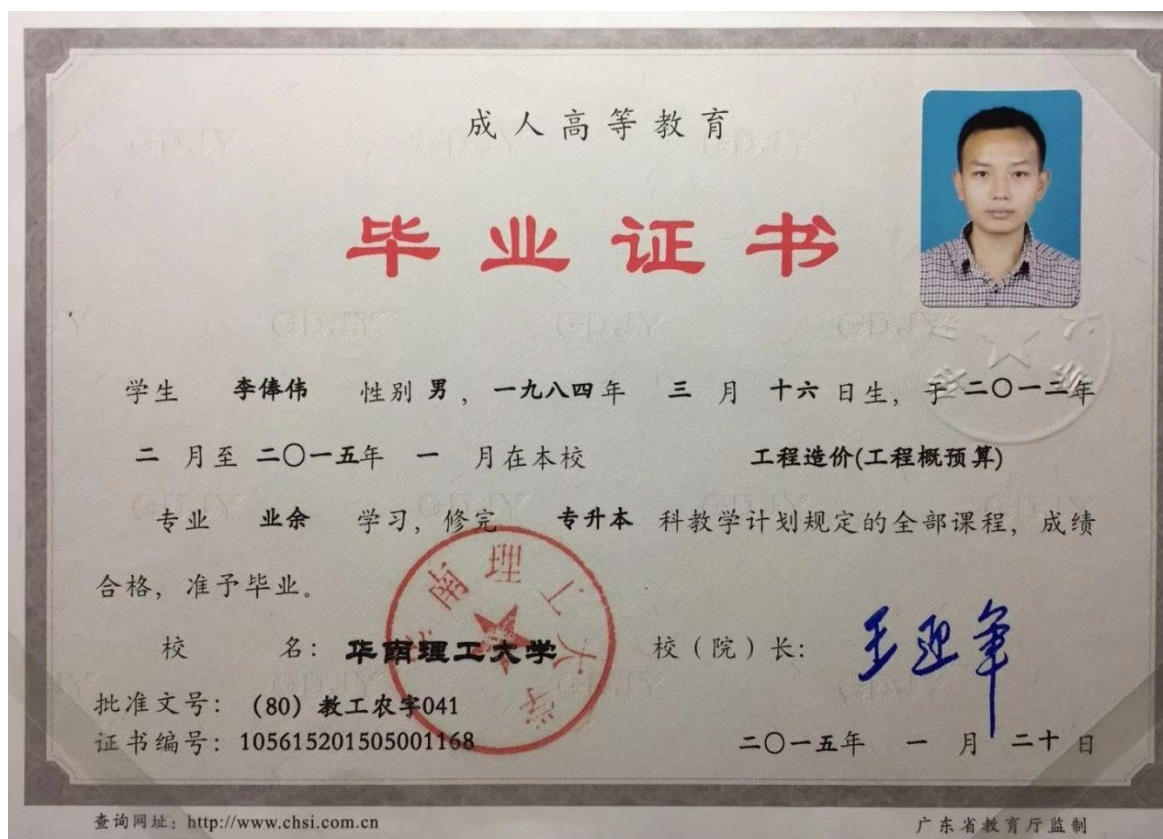 成人高等教育
毕业证书
学生 李俸伟 性别 男，一九八四年 三 月 十六 日生，于 二〇一二年
二 月至 二〇一五年 一 月在本校 工程造价(工程概预算)
专业 业余 学习，修完 专升本 科教学计划规定的全部课程，成绩
合格，准予毕业。
校 名：华南理工大学 校（院）长：王迎军
批准文号：(80) 教工农字041
证书编号：105615201505001168
二〇一五年 一 月 二十 日
华南理工大学
查询网址：http://www.chsi.com.cn
广东省教育厅监制